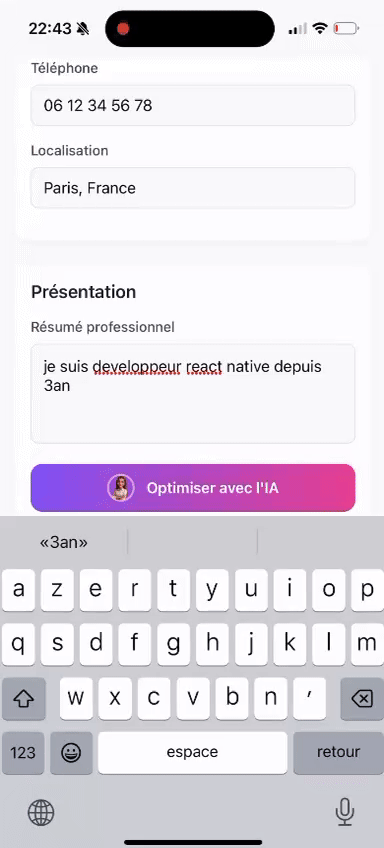 22:43
Téléphone
06 12 34 56 78
Localisation
Paris, France
Présentation
Résumé professionnel
je suis developpeur react native depuis
3an
Optimiser avec l'IA
«3an»
a z e r t y u i o p
q s d f g h j k l m
w x c v b n ’
123 espace retour